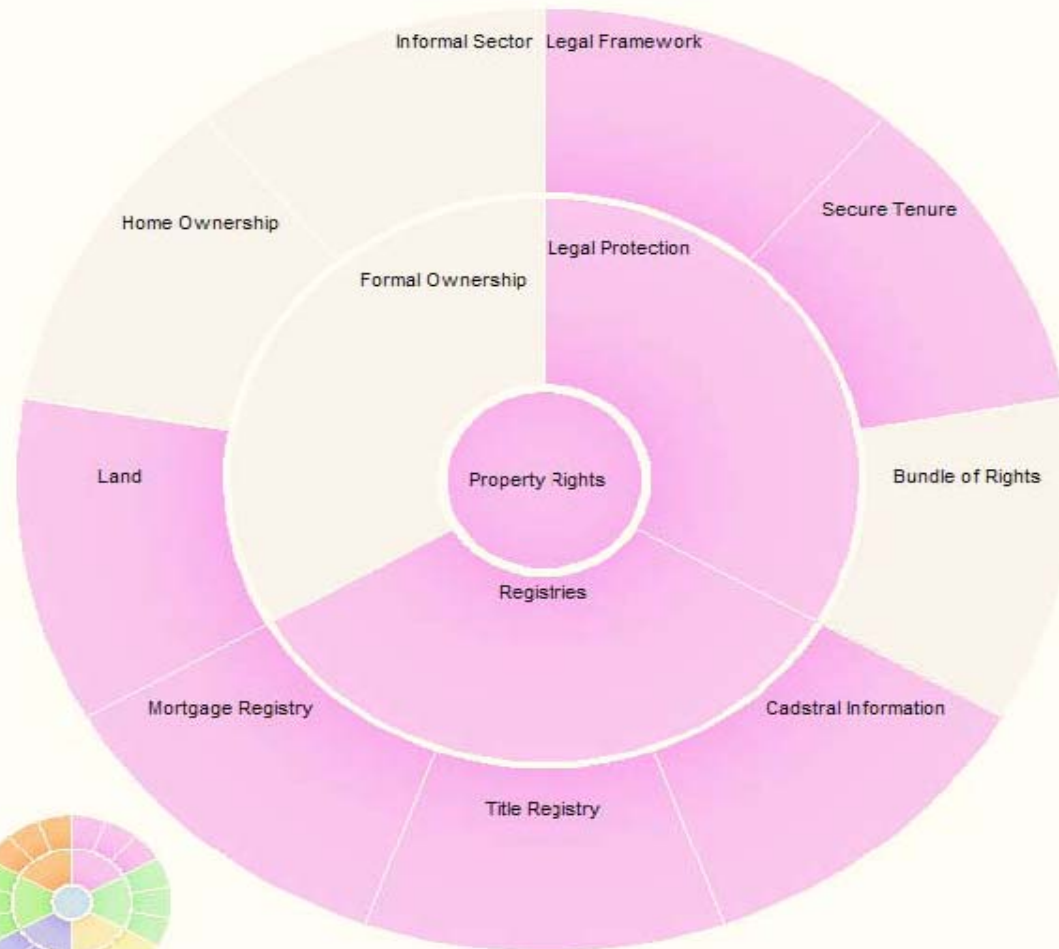 Informal Sector
Legal Framework
Home Ownership
Secure Tenure
Formal Ownership
Legal Protection
Land
Property Rights
Bundle of Rights
Registries
Mortgage Registry
Cadstral Information
Title Registry